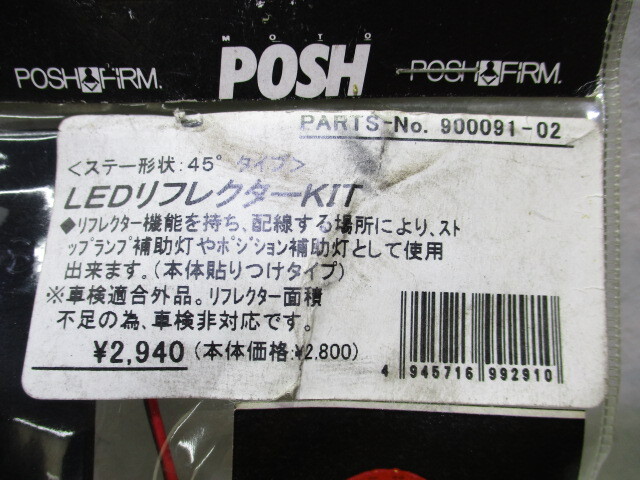 MOTO
POSH FiRM. POSH POSH FiRM.
PARTS-No. 900091-02
<ステー形状:45° タイプ>
LEDリフレクターKIT
◆リフレクター機能を持ち、配線する場所により、スト
ップランプ補助灯やポジション補助灯として使用
出来ます。(本体貼りつけタイプ)
※車検適合外品。リフレクター面積
不足の為、車検非対応です。
¥2,940 (本体価格:¥2,800)
4 945716 992910